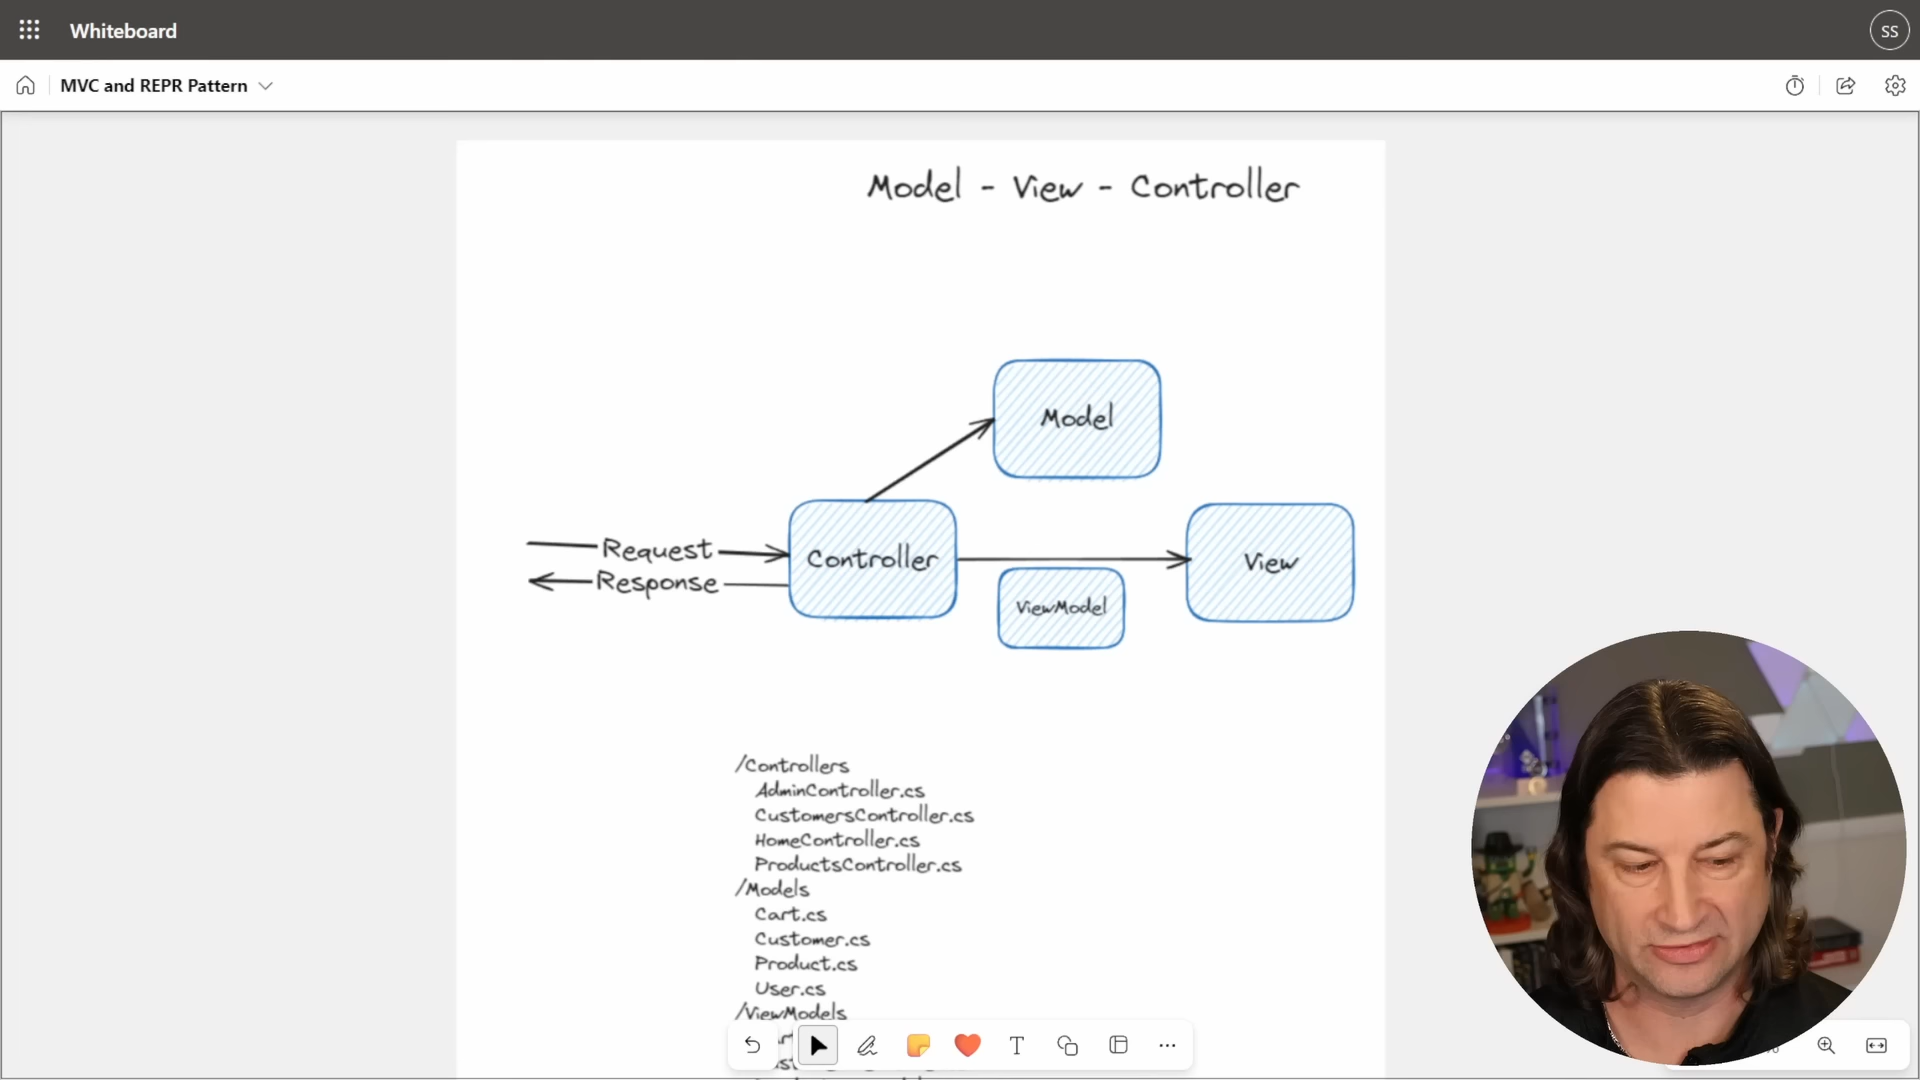 Whiteboard
SS
MVC and REPR Pattern
Model - View - Controller
Model
Request
Response
Controller
View
ViewModel
/Controllers
AdminController.cs
CustomersController.cs
HomeController.cs
ProductsController.cs
/Models
Cart.cs
Customer.cs
Product.cs
User.cs
/ViewModels